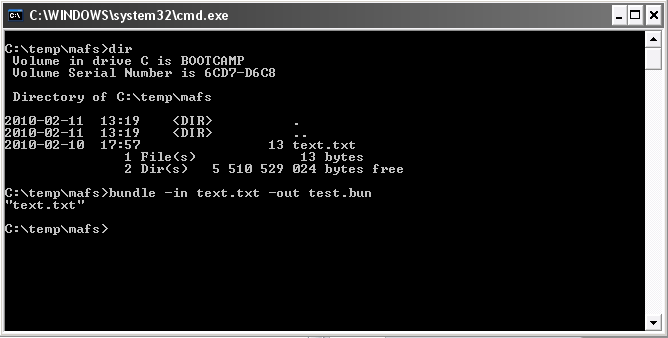 C:\WINDOWS\system32\cmd.exe
C:\temp\mafs>dir
 Volume in drive C is BOOTCAMP
 Volume Serial Number is 6CD7-D6C8
 Directory of C:\temp\mafs
2010-02-11  13:19    <DIR>          .
2010-02-11  13:19    <DIR>          ..
2010-02-10  17:57                13 text.txt
               1 File(s)             13 bytes
               2 Dir(s)   5 510 529 024 bytes free
C:\temp\mafs>bundle -in text.txt -out test.bun
"text.txt"
C:\temp\mafs>